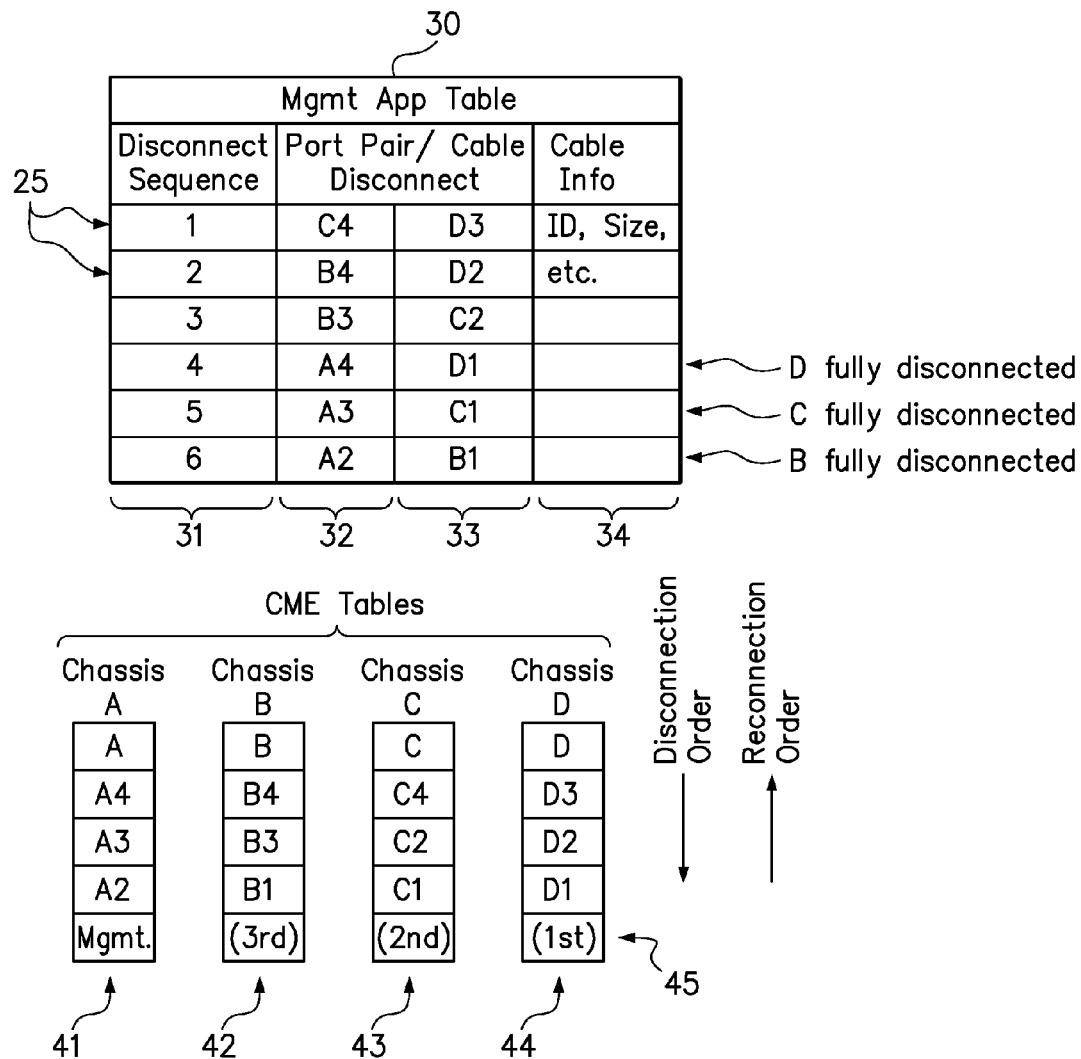 30
Mgmt App Table
Disconnect Sequence Port Pair/ Cable Disconnect Cable Info
25
1 C4 D3 ID, Size,
2 B4 D2 etc.
3 B3 C2
4 A4 D1 D fully disconnected
5 A3 C1 C fully disconnected
6 A2 B1 B fully disconnected
31 32 33 34
CME Tables
Chassis A Chassis B Chassis C Chassis D
A B C D
A4 B4 C4 D3
A3 B3 C2 D2
A2 B1 C1 D1
Mgmt. (3rd) (2nd) (1st)
45
41 42 43 44
Disconnection Order
Reconnection Order